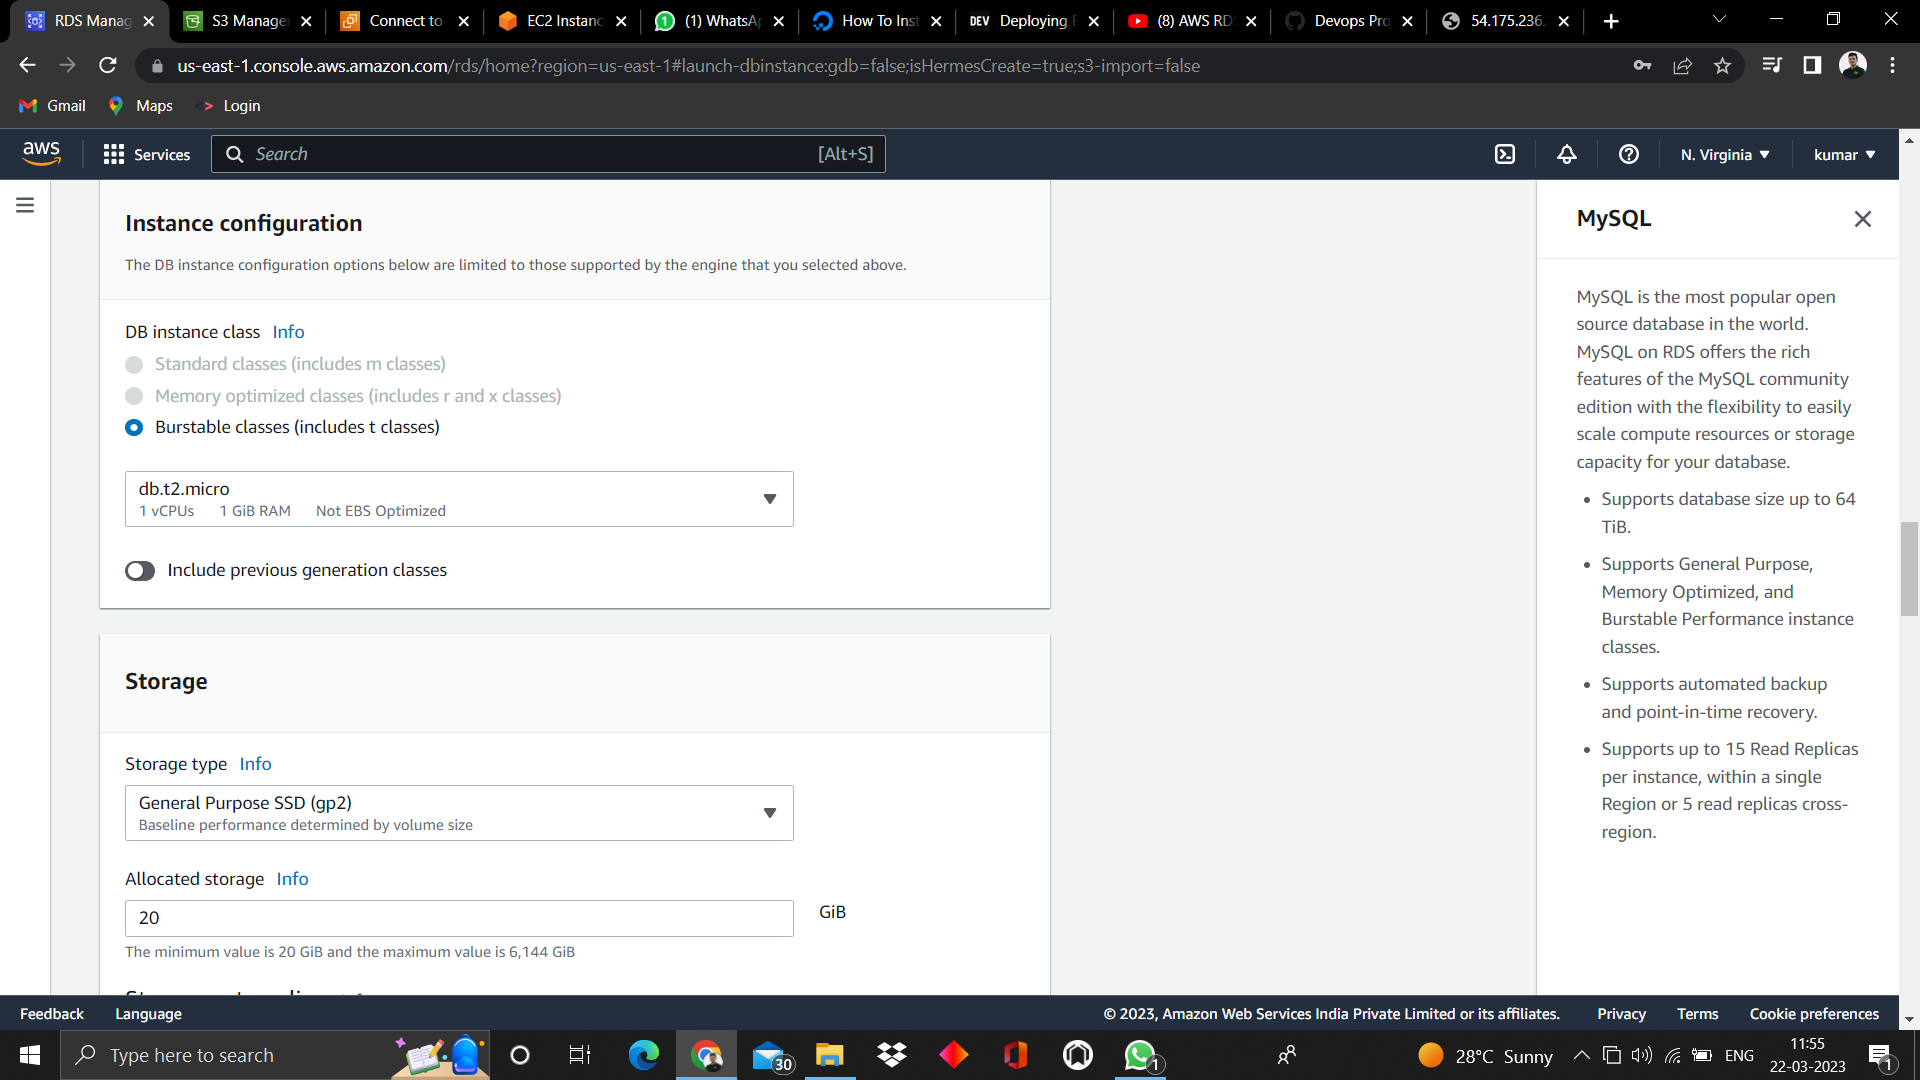 RDS Manag
S3 Manage
Connect to
EC2 Instanc
(1) WhatsAp
How To Inst
DEV Deploying F
(8) AWS RD
Devops Pro
54.175.236.
us-east-1.console.aws.amazon.com/rds/home?region=us-east-1#launch-dbinstance:gdb=false;isHermesCreate=true;s3-import=false
Gmail
Maps
Login
aws
Services
Search
[Alt+S]
N. Virginia
kumar
Instance configuration
The DB instance configuration options below are limited to those supported by the engine that you selected above.
DB instance class Info
Standard classes (includes m classes)
Memory optimized classes (includes r and x classes)
Burstable classes (includes t classes)
db.t2.micro
1 vCPUs 1 GiB RAM Not EBS Optimized
Include previous generation classes
Storage
Storage type Info
General Purpose SSD (gp2)
Baseline performance determined by volume size
Allocated storage Info
20
GiB
The minimum value is 20 GiB and the maximum value is 6,144 GiB
MySQL
MySQL is the most popular open
source database in the world.
MySQL on RDS offers the rich
features of the MySQL community
edition with the flexibility to easily
scale compute resources or storage
capacity for your database.
• Supports database size up to 64
TiB.
• Supports General Purpose,
Memory Optimized, and
Burstable Performance instance
classes.
• Supports automated backup
and point-in-time recovery.
• Supports up to 15 Read Replicas
per instance, within a single
Region or 5 read replicas cross-
region.
Feedback
Language
© 2023, Amazon Web Services India Private Limited or its affiliates.
Privacy
Terms
Cookie preferences
Type here to search
30
1
28°C Sunny
ENG
11:55
22-03-2023
1